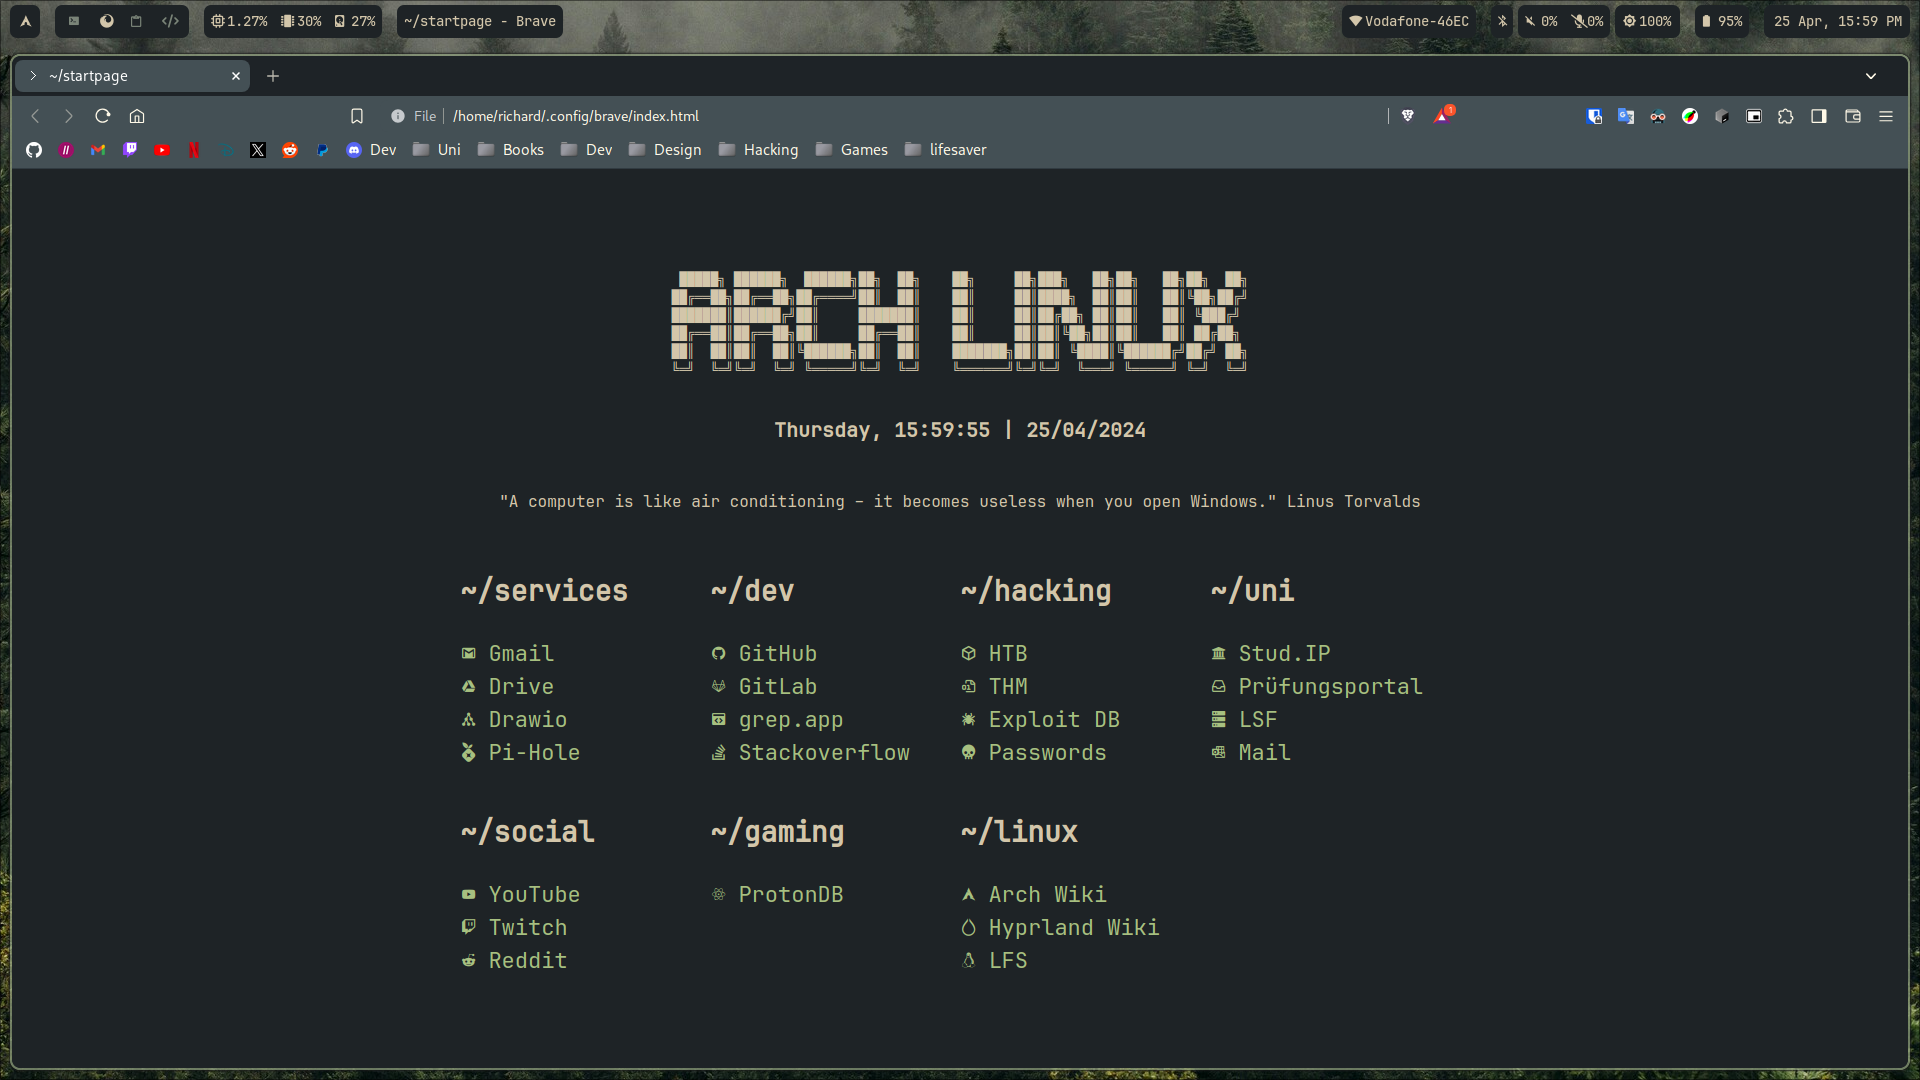 1.27% 30% 27% ~/startpage - Brave Vodafone-46EC 0% 0% 100% 95% 25 Apr, 15:59 PM
~/startpage
File /home/richard/.config/brave/index.html 1
Dev Uni Books Dev Design Hacking Games lifesaver
ARCH LINUX
Thursday, 15:59:55 | 25/04/2024
"A computer is like air conditioning – it becomes useless when you open Windows." Linus Torvalds
~/services
Gmail
Drive
Drawio
Pi-Hole
~/dev
GitHub
GitLab
grep.app
Stackoverflow
~/hacking
HTB
THM
Exploit DB
Passwords
~/uni
Stud.IP
Prüfungsportal
LSF
Mail
~/social
YouTube
Twitch
Reddit
~/gaming
ProtonDB
~/linux
Arch Wiki
Hyprland Wiki
LFS